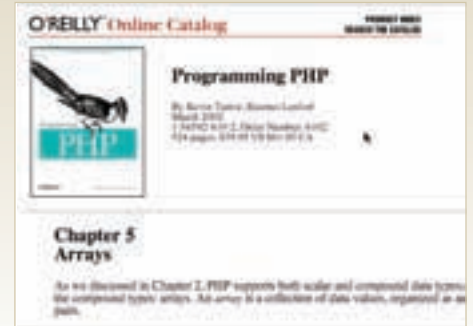 O'REILLY Online Catalog
PRODUCT INDEX
SEARCH THE CATALOG
Programming PHP
PHP
By Kevin Tatroe, Rasmus Lerdorf
March 2002
pages
Chapter 5
Arrays
As we discussed in Chapter 2, PHP supports both scalar and compound data types
the compound types: arrays. An array is a collection of data values, organized as
pairs.